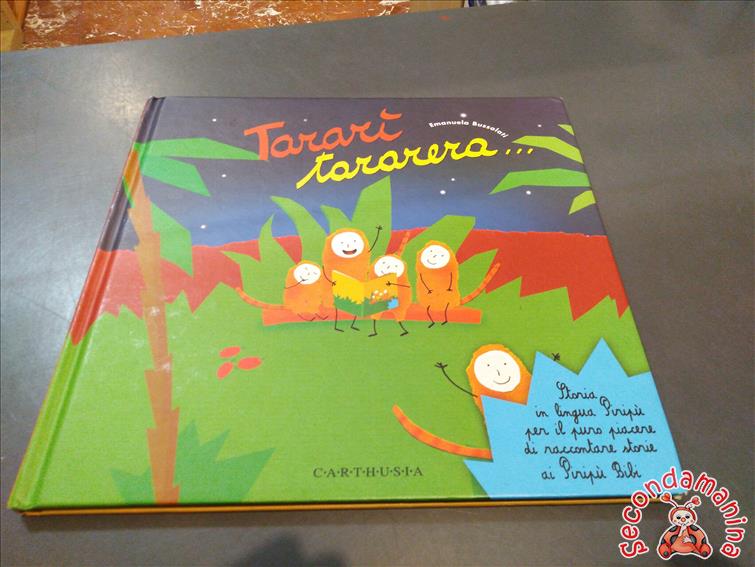 Tararì
Emanuela Bussolati
tararera...
Storia
in lingua Piripù
per il puro piacere
di raccontare storie
ai Piripù Bibi
C·A·R·T·H·U·S·I·A
secondamanina